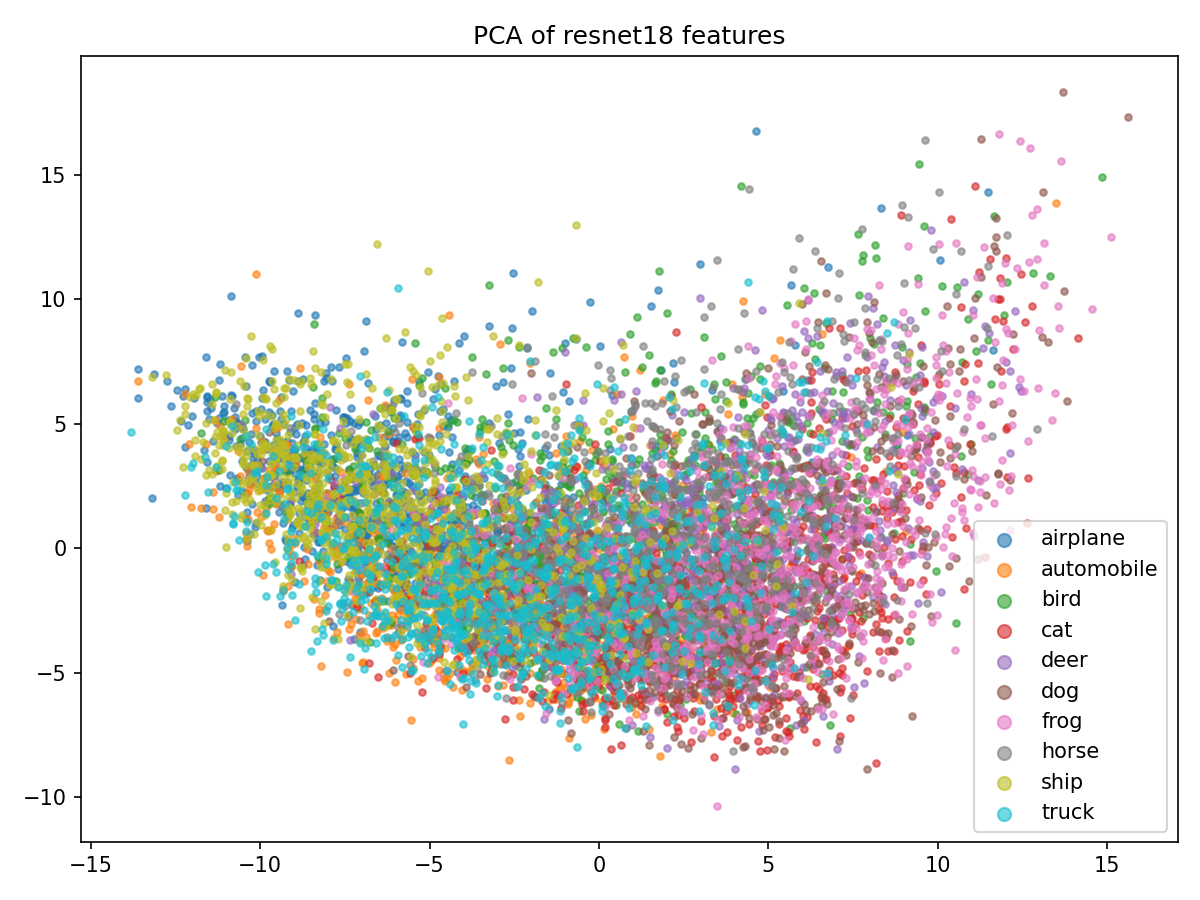 PCA of resnet18 features
15
10
5
0
−5
−10
−15
−10
−5
0
5
10
15
airplane
automobile
bird
cat
deer
dog
frog
horse
ship
truck